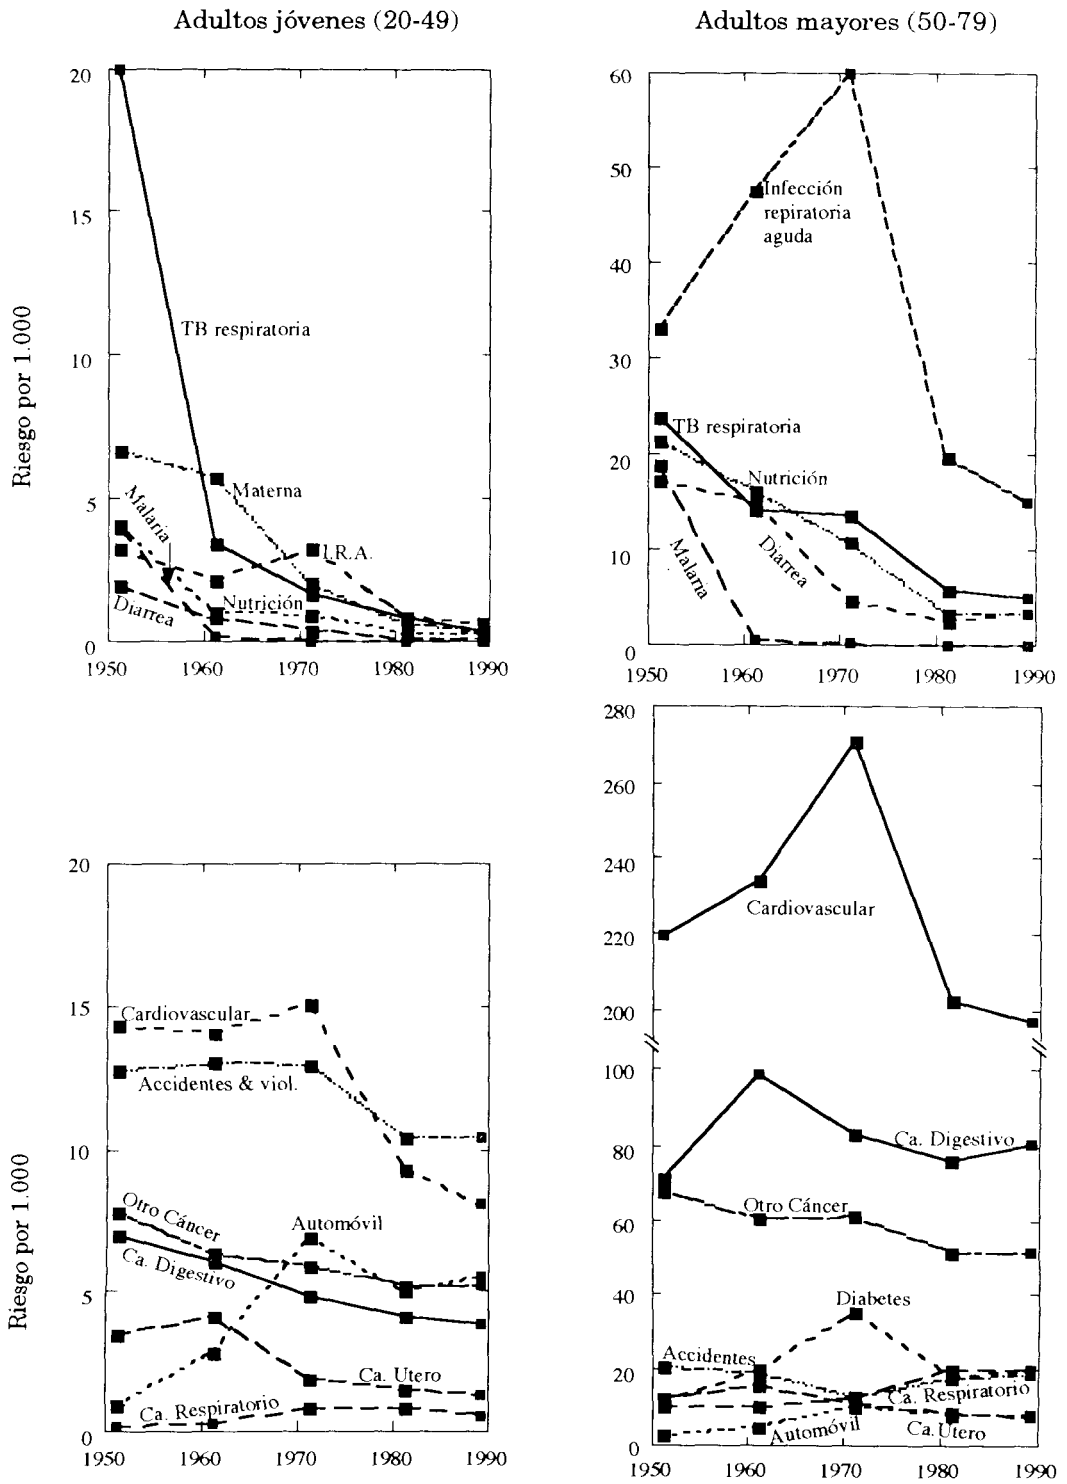 Adultos jóvenes (20-49)
Adultos mayores (50-79)
Riesgo por 1.000
20
15
10
5
0
TB respiratoria
Materna
Malaria
I.R.A.
Nutrición
Diarrea
1950 1960 1970 1980 1990
60
50
40
30
20
10
0
Infección
repiratoria
aguda
TB respiratoria
Nutrición
Malaria
Diarrea
1950 1960 1970 1980 1990
Riesgo por 1.000
20
15
10
5
0
Cardiovascular
Accidentes & viol.
Otro Cáncer
Automóvil
Ca. Digestivo
Ca. Utero
Ca. Respiratorio
1950 1960 1970 1980 1990
280
260
240
220
200
100
80
60
40
20
0
Cardiovascular
Ca. Digestivo
Otro Cáncer
Diabetes
Accidentes
Ca. Respiratorio
Automóvil
Ca. Utero
1950 1960 1970 1980 1990